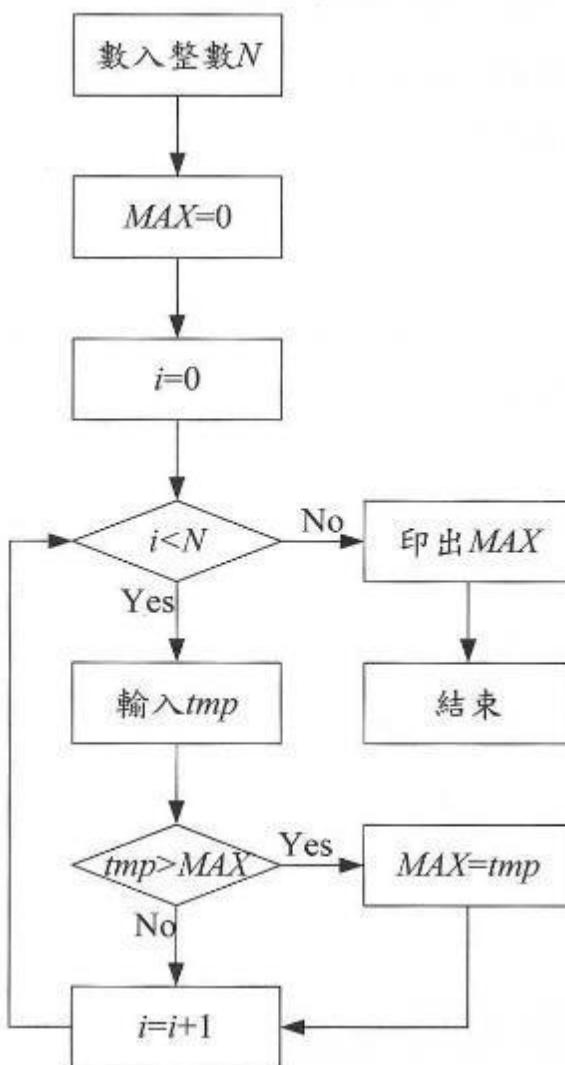 數入整數N
MAX=0
i=0
i<N
No
印出MAX
Yes
輸入tmp
結束
tmp>MAX
Yes
MAX=tmp
No
i=i+1